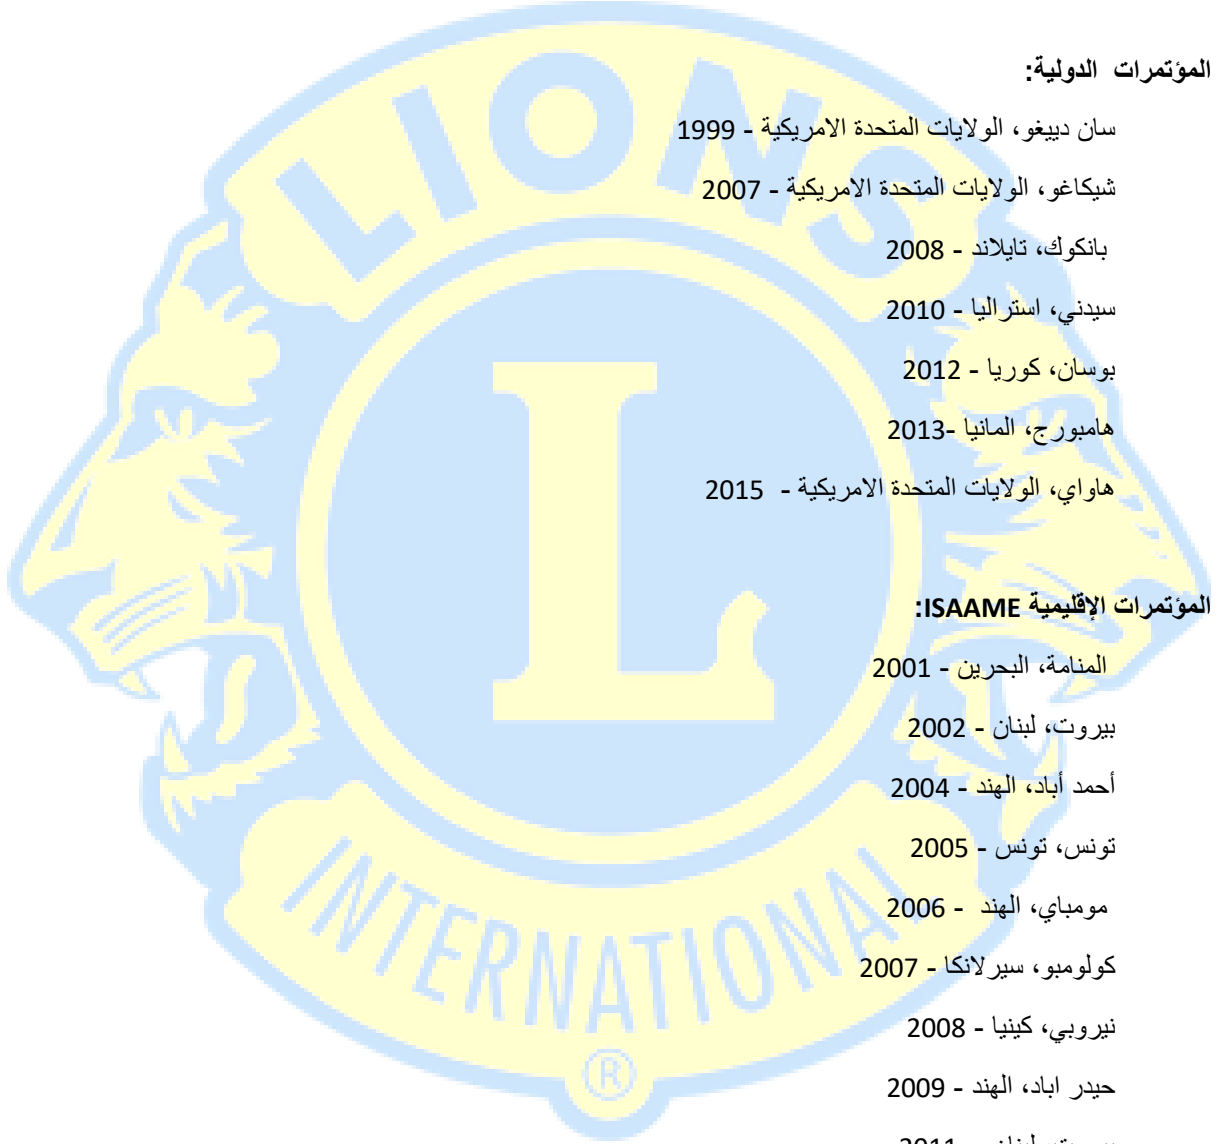 LIONS
المؤتمرات الدولية:
سان دييغو، الولايات المتحدة الامريكية - 1999
شيكاغو، الولايات المتحدة الامريكية - 2007
بانكوك، تايلاند - 2008
سيدني، استراليا - 2010
بوسان، كوريا - 2012
هامبورج، المانيا -2013
هاواي، الولايات المتحدة الامريكية - 2015
L
المؤتمرات الإقليمية ISAAME:
المنامة، البحرين - 2001
بيروت، لبنان - 2002
أحمد أباد، الهند - 2004
تونس، تونس - 2005
مومباي، الهند - 2006
كولومبو، سيرلانكا - 2007
نيروبي، كينيا - 2008
حيدر اباد، الهند - 2009
INTERNATIONAL
®